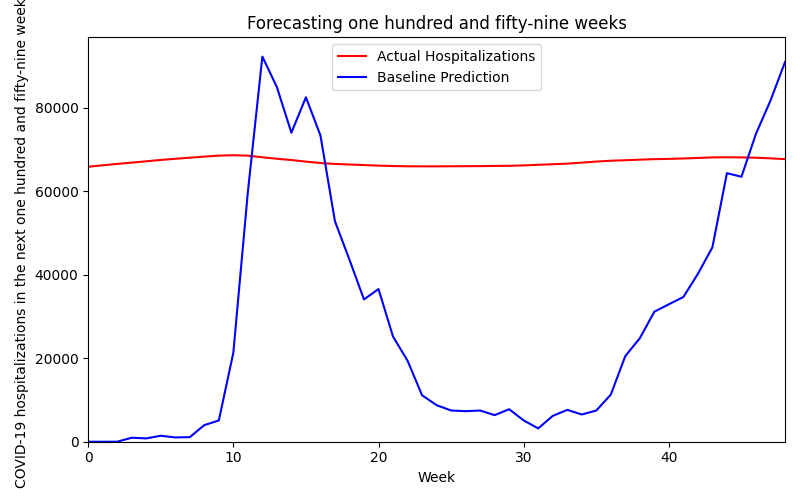 Forecasting one hundred and fifty-nine weeks
Actual Hospitalizations
Baseline Prediction
COVID-19 hospitalizations in the next one hundred and fifty-nine week
80000
60000
40000
20000
0
0 10 20 30 40
Week